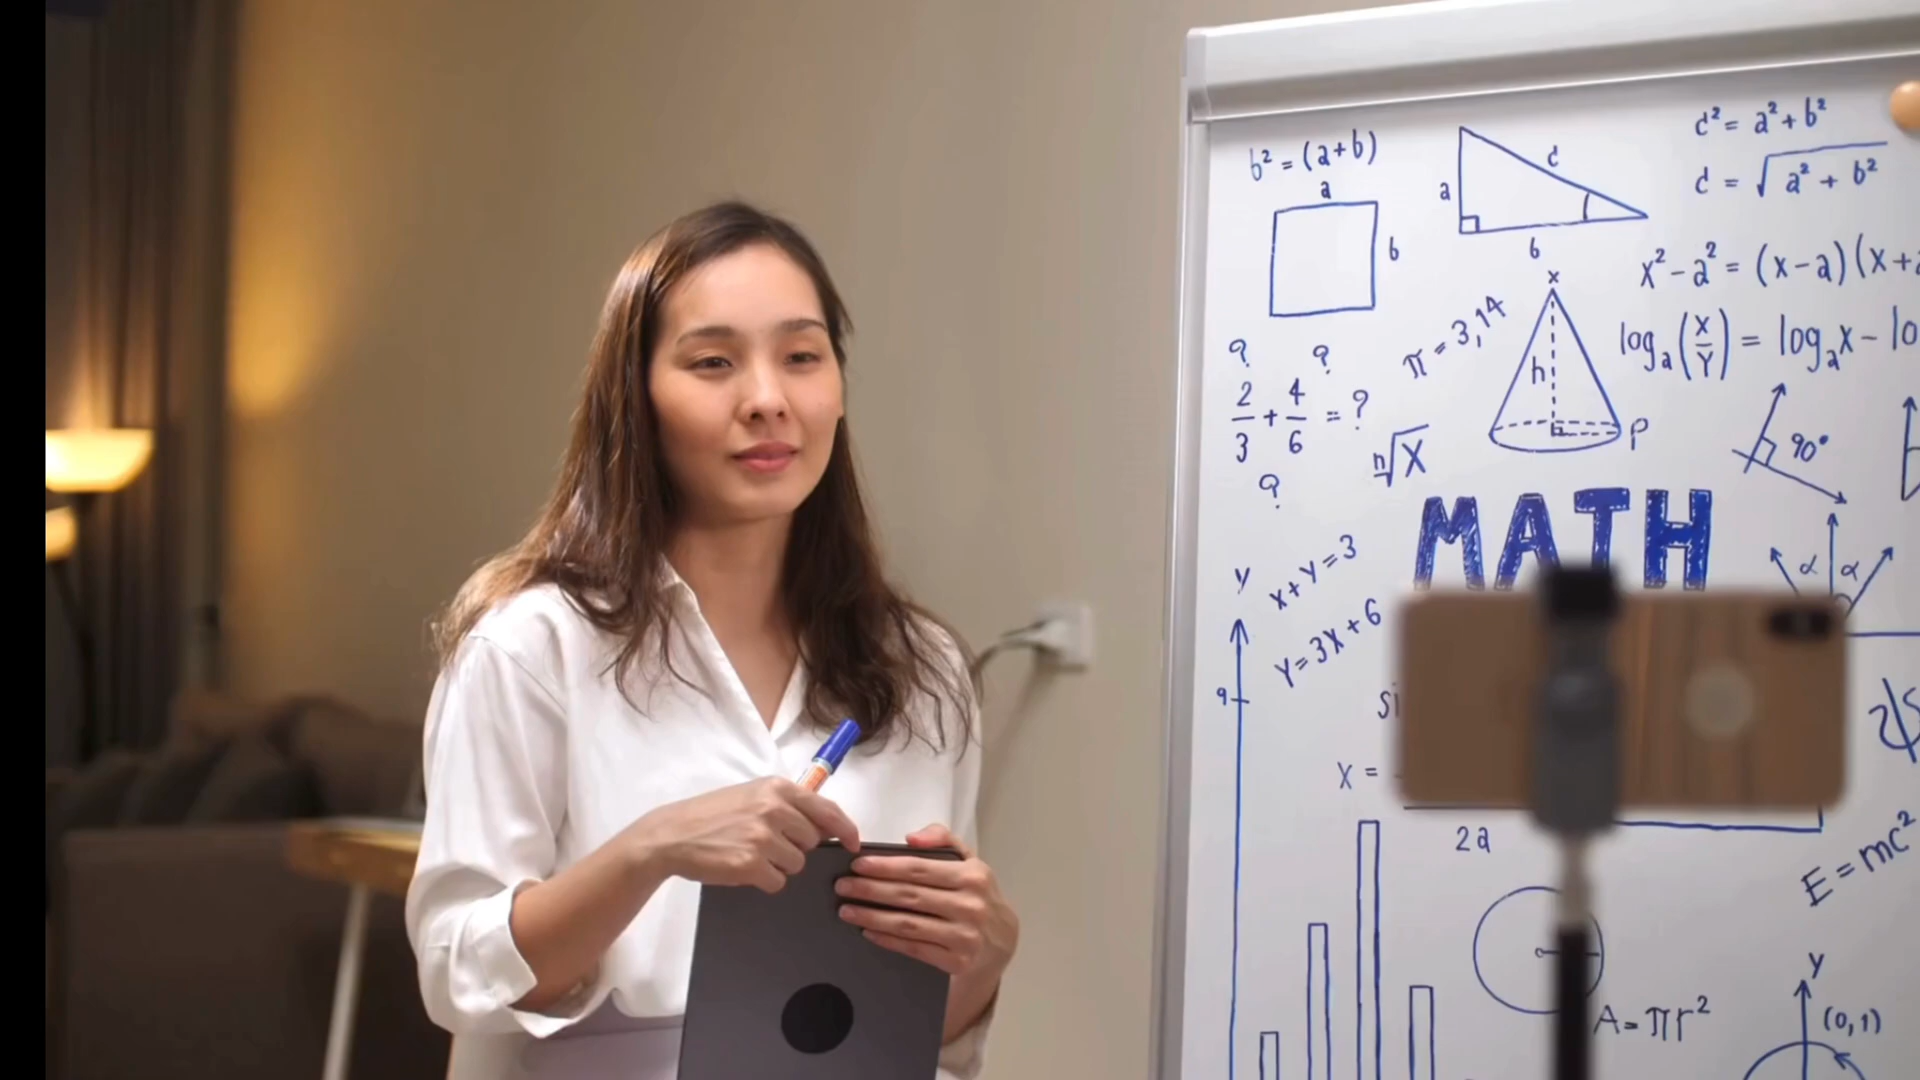 b² = (a+b)
a
b
a
c
b
c² = a² + b²
c = √a² + b²
x² - a² = (x-a)(x+a
logₐ(x/y) = logₐx - lo
π = 3,14
x
h
P
? ?
2/3 + 4/6 = ?
?
ⁿ√x
90°
MATH
α α
x + y = 3
y = 3x + 6
y
9
si
x =
2a
E = mc²
A = πr²
y
(0,1)